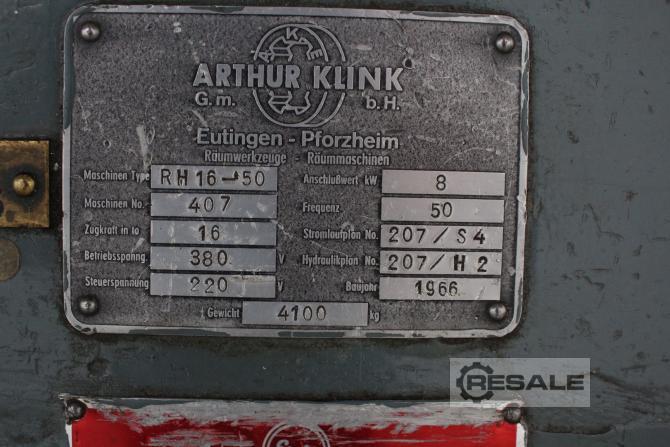 A K E
ARTHUR KLINK
G.m. b.H.
Eutingen - Pforzheim
Räumwerkzeuge - Räummaschinen
Maschinen Type RH 16-50
Maschinen No. 407
Zugkraft in to 16
Betriebsspanng. 380 V
Steuerspannung 220 V
Anschlußwert kW 8
Frequenz 50
Stromlaufplan No. 207/S4
Hydraulikplan No. 207/H2
Baujahr 1966
Gewicht 4100 kg
RESALE